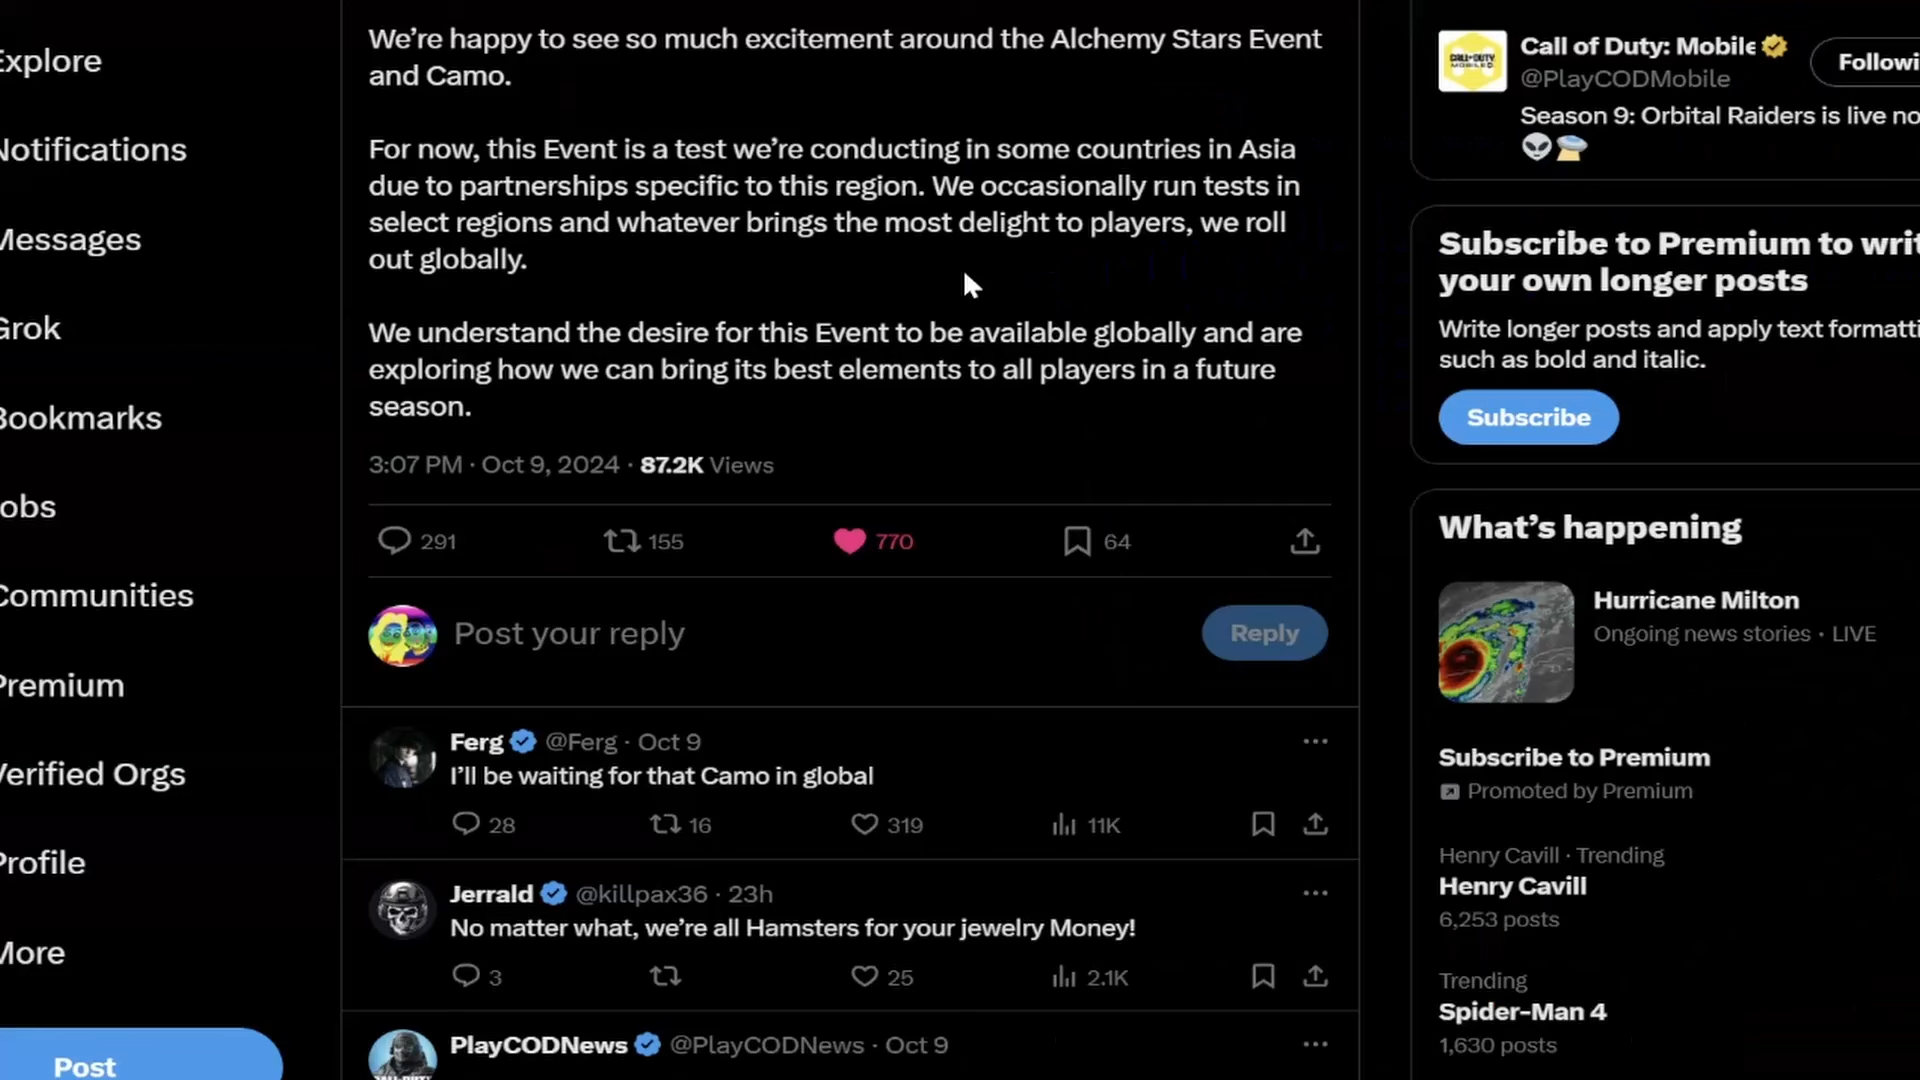 Explore
Notifications
Messages
Grok
Bookmarks
Jobs
Communities
Premium
Verified Orgs
Profile
More
Post
We're happy to see so much excitement around the Alchemy Stars Event
and Camo.
For now, this Event is a test we're conducting in some countries in Asia
due to partnerships specific to this region. We occasionally run tests in
select regions and whatever brings the most delight to players, we roll
out globally.
We understand the desire for this Event to be available globally and are
exploring how we can bring its best elements to all players in a future
season.
3:07 PM · Oct 9, 2024 · 87.2K Views
291 155 770 64
Post your reply
Reply
Ferg @Ferg · Oct 9
I'll be waiting for that Camo in global
28 16 319 11K
Jerrald @killpax36 · 23h
No matter what, we're all Hamsters for your jewelry Money!
3 25 2.1K
PlayCODNews @PlayCODNews · Oct 9
CALL OF DUTY
MOBILE
Call of Duty: Mobile
@PlayCODMobile
Followi
Season 9: Orbital Raiders is live no
Subscribe to Premium to writ
your own longer posts
Write longer posts and apply text formatti
such as bold and italic.
Subscribe
What's happening
Hurricane Milton
Ongoing news stories · LIVE
Subscribe to Premium
Promoted by Premium
Henry Cavill · Trending
Henry Cavill
6,253 posts
Trending
Spider-Man 4
1,630 posts